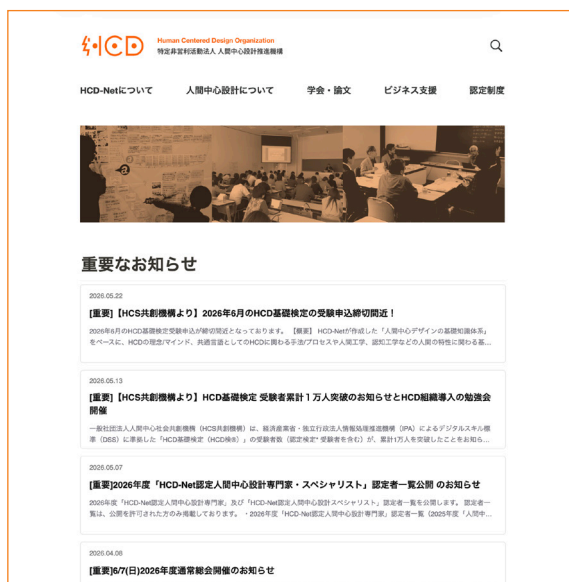 HCD
Human Centered Design Organization
特定非営利活動法人 人間中心設計推進機構
HCD-Netについて 人間中心設計について 学会・論文 ビジネス支援 認定制度
重要なお知らせ
2026.05.22
[重要]【HCS共創機構より】2026年6月のHCD基礎検定の受験申込締切間近！
2026年6月のHCD基礎検定受験申込が締切間近となっております。 【概要】 HCD-Netが作成した「人間中心デザインの基礎知識体系」
をベースに、HCDの理念/マインド、共通言語としてのHCDに関わる手法/プロセスや人間工学、認知工学などの人間の特性に関わる基...
2026.05.13
[重要]【HCS共創機構より】HCD基礎検定 受験者累計１万人突破のお知らせとHCD組織導入の勉強会
開催
一般社団法人人間中心社会共創機構（HCS共創機構）は、経済産業省・独立行政法人情報処理推進機構（IPA）によるデジタルスキル標
準（DSS）に準拠した「HCD基礎検定（HCD検®）」の受験者数（認定検定* 受験者を含む）が、累計1万人を突破したことをお知ら...
2026.05.07
[重要]2026年度「HCD-Net認定人間中心設計専門家・スペシャリスト」認定者一覧公開 のお知らせ
2026年度「HCD-Net認定人間中心設計専門家」及び「HCD-Net認定人間中心設計スペシャリスト」認定者一覧を公開します。 認定者一
覧は、公開を許可された方のみ掲載しております。 ・2026年度「HCD-Net認定人間中心設計専門家」認定者一覧（2025年度「人間中...
2026.04.08
[重要]6/7(日)2026年度通常総会開催のお知らせ